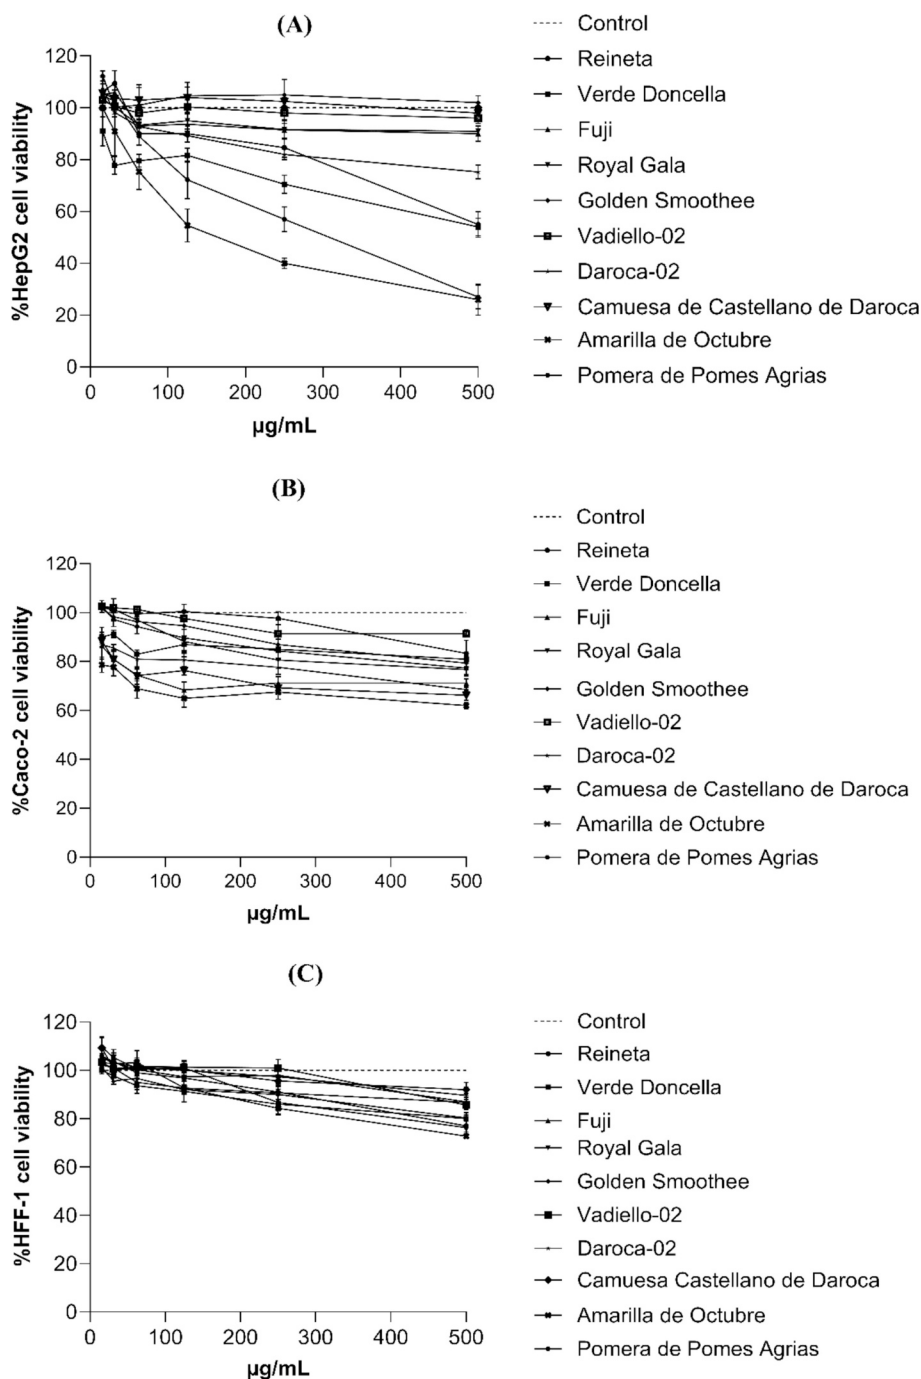 (A)
%HepG2 cell viability
120
100
80
60
40
20
0
0 100 200 300 400 500
µg/mL
Control
Reineta
Verde Doncella
Fuji
Royal Gala
Golden Smoothee
Vadiello-02
Daroca-02
Camuesa de Castellano de Daroca
Amarilla de Octubre
Pomera de Pomes Agrias
(B)
%Caco-2 cell viability
120
100
80
60
40
20
0
0 100 200 300 400 500
µg/mL
Control
Reineta
Verde Doncella
Fuji
Royal Gala
Golden Smoothee
Vadiello-02
Daroca-02
Camuesa de Castellano de Daroca
Amarilla de Octubre
Pomera de Pomes Agrias
(C)
%HFF-1 cell viability
120
100
80
60
40
20
0
0 100 200 300 400 500
µg/mL
Control
Reineta
Verde Doncella
Fuji
Royal Gala
Golden Smoothee
Vadiello-02
Daroca-02
Camuesa Castellano de Daroca
Amarilla de Octubre
Pomera de Pomes Agrias